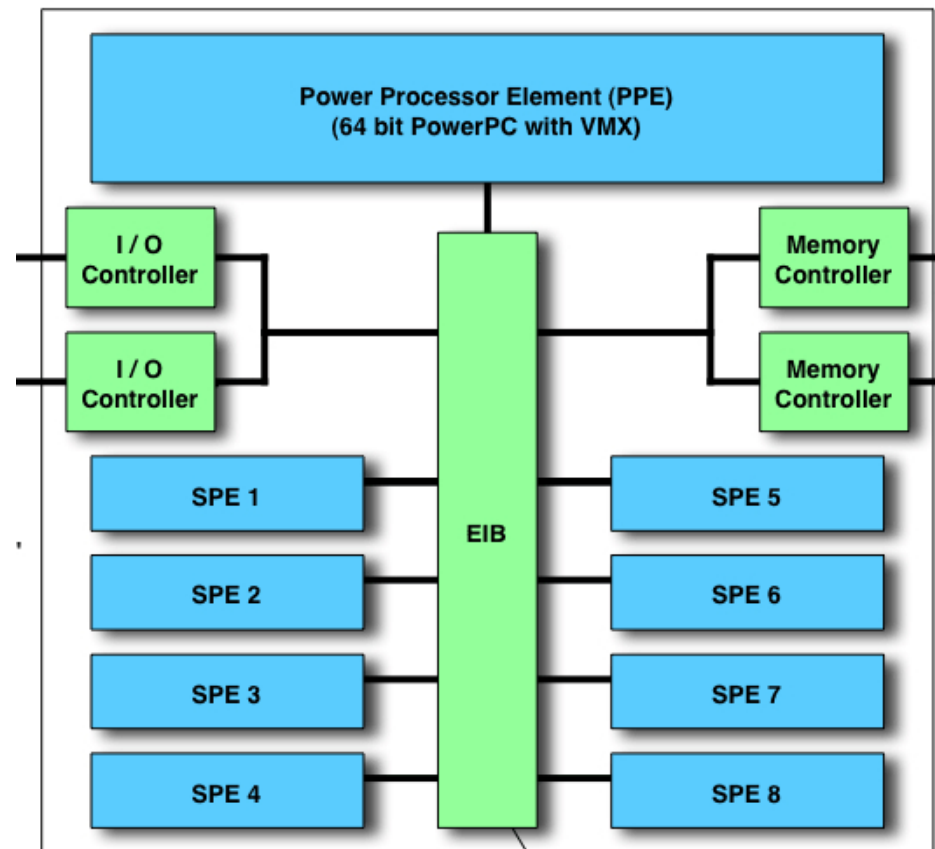 Power Processor Element (PPE)
(64 bit PowerPC with VMX)
I / O
Controller
Memory
Controller
I / O
Controller
Memory
Controller
SPE 1
SPE 5
EIB
SPE 2
SPE 6
SPE 3
SPE 7
SPE 4
SPE 8